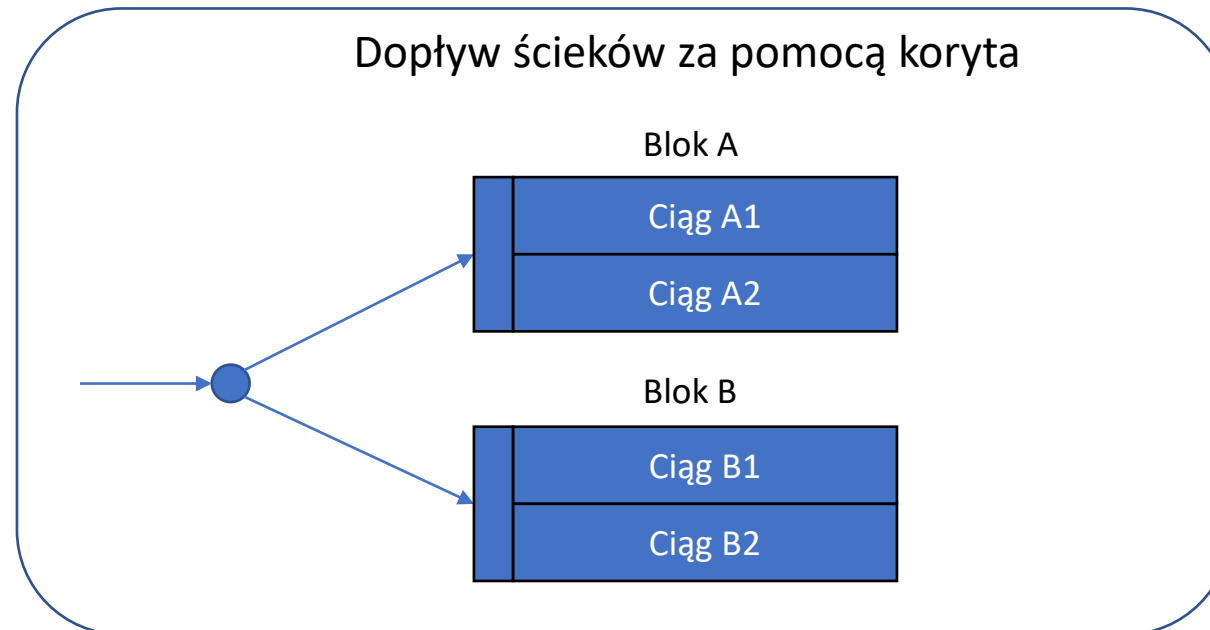 Dopływ ścieków za pomocą koryta
Blok A
Ciąg A1
Ciąg A2
Blok B
Ciąg B1
Ciąg B2